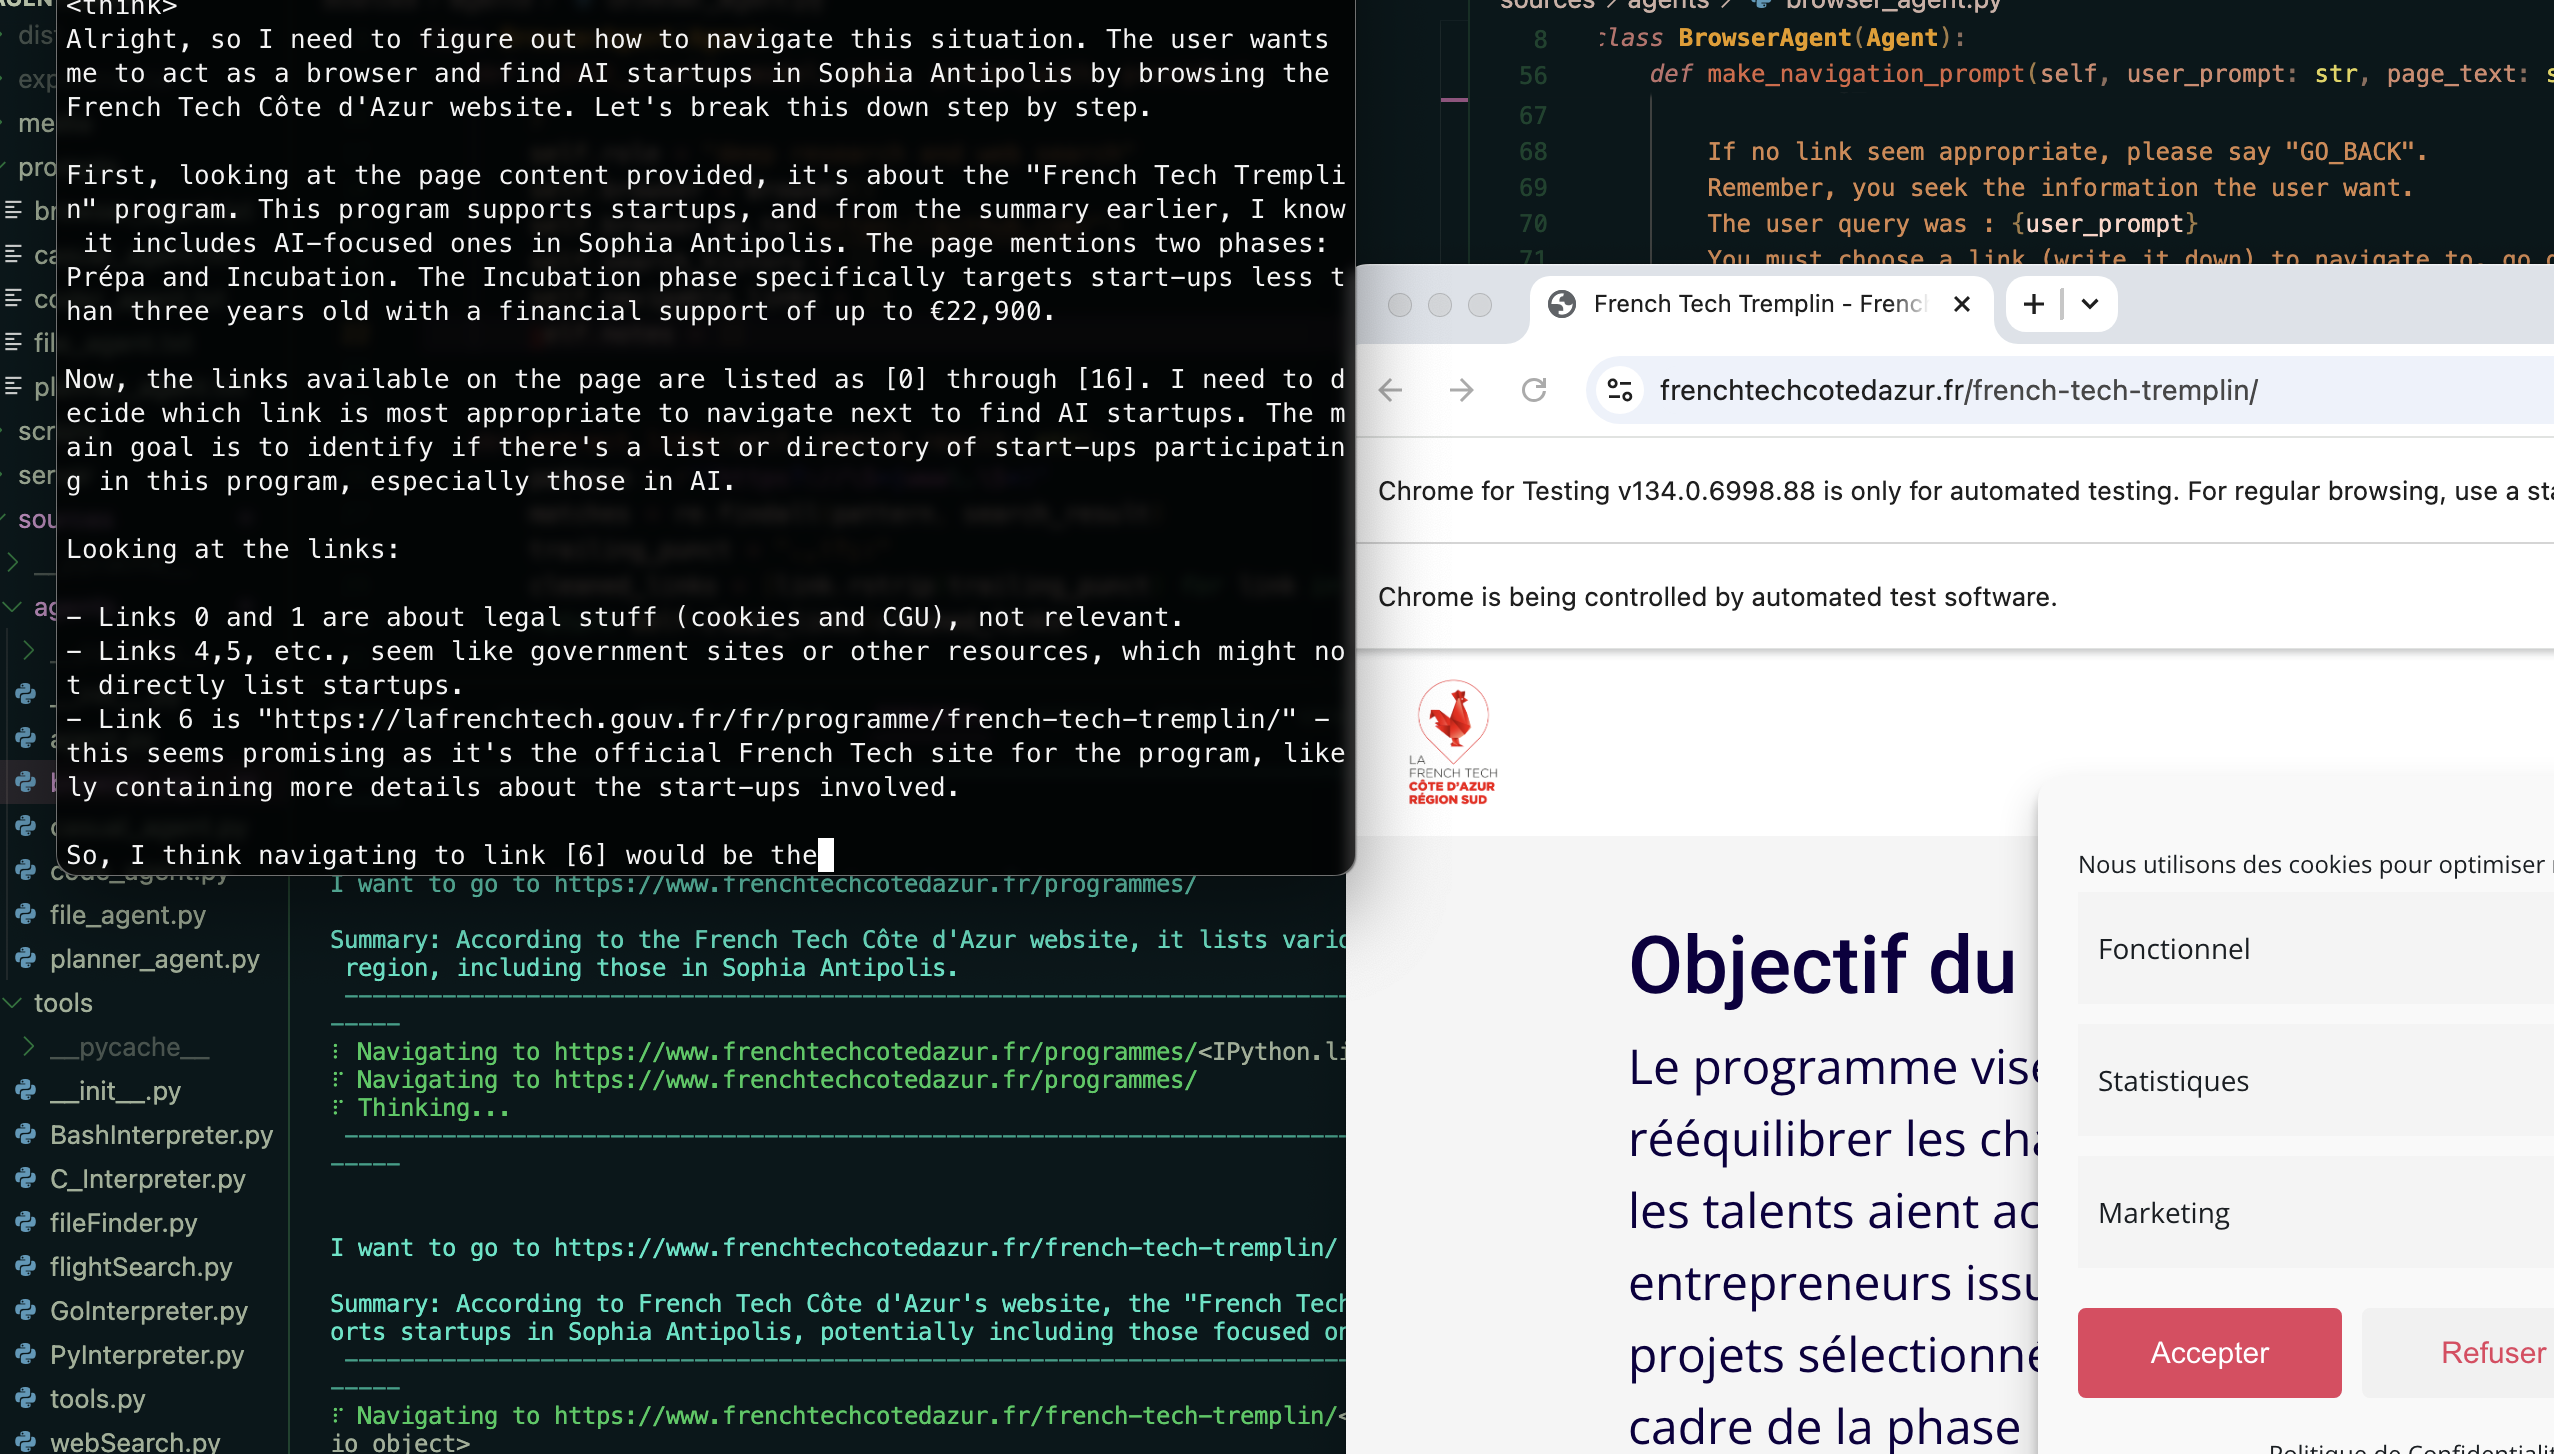 <think>
Alright, so I need to figure out how to navigate this situation. The user wants
me to act as a browser and find AI startups in Sophia Antipolis by browsing the
French Tech Côte d'Azur website. Let's break this down step by step.
First, looking at the page content provided, it's about the "French Tech Trempli
n" program. This program supports startups, and from the summary earlier, I know
it includes AI-focused ones in Sophia Antipolis. The page mentions two phases:
Prépa and Incubation. The Incubation phase specifically targets start-ups less t
han three years old with a financial support of up to €22,900.
Now, the links available on the page are listed as [0] through [16]. I need to d
ecide which link is most appropriate to navigate next to find AI startups. The m
ain goal is to identify if there's a list or directory of start-ups participatin
g in this program, especially those in AI.
Looking at the links:
- Links 0 and 1 are about legal stuff (cookies and CGU), not relevant.
- Links 4,5, etc., seem like government sites or other resources, which might no
t directly list startups.
- Link 6 is "https://lafrenchtech.gouv.fr/fr/programme/french-tech-tremplin/" -
this seems promising as it's the official French Tech site for the program, like
ly containing more details about the start-ups involved.
So, I think navigating to link [6] would be the
dis
exp
me
pro
br
ca
co
file_agent.txt
pl
scr
ser
sou
ag
code_agent.py
file_agent.py
planner_agent.py
tools
__pycache__
__init__.py
BashInterpreter.py
C_Interpreter.py
fileFinder.py
flightSearch.py
GoInterpreter.py
PyInterpreter.py
tools.py
webSearch.py
I want to go to https://www.frenchtechcotedazur.fr/programmes/
Summary: According to the French Tech Côte d'Azur website, it lists vario
region, including those in Sophia Antipolis.
Navigating to https://www.frenchtechcotedazur.fr/programmes/<IPython.li
Navigating to https://www.frenchtechcotedazur.fr/programmes/
Thinking...
I want to go to https://www.frenchtechcotedazur.fr/french-tech-tremplin/
Summary: According to French Tech Côte d'Azur's website, the "French Tech
orts startups in Sophia Antipolis, potentially including those focused on
Navigating to https://www.frenchtechcotedazur.fr/french-tech-tremplin/<
io object>
sources > agents > browser_agent.py
8 class BrowserAgent(Agent):
56 def make_navigation_prompt(self, user_prompt: str, page_text: s
67
68 If no link seem appropriate, please say "GO_BACK".
69 Remember, you seek the information the user want.
70 The user query was : {user_prompt}
71 You must choose a link (write it down) to navigate to, go
French Tech Tremplin - French
frenchtechcotedazur.fr/french-tech-tremplin/
Chrome for Testing v134.0.6998.88 is only for automated testing. For regular browsing, use a sta
Chrome is being controlled by automated test software.
LA
FRENCH TECH
CÔTE D'AZUR
RÉGION SUD
Objectif du
Le programme vise
rééquilibrer les cha
les talents aient ac
entrepreneurs issu
projets sélectionné
cadre de la phase
Nous utilisons des cookies pour optimiser
Fonctionnel
Statistiques
Marketing
Accepter
Refuser
Politique de Confidentialit